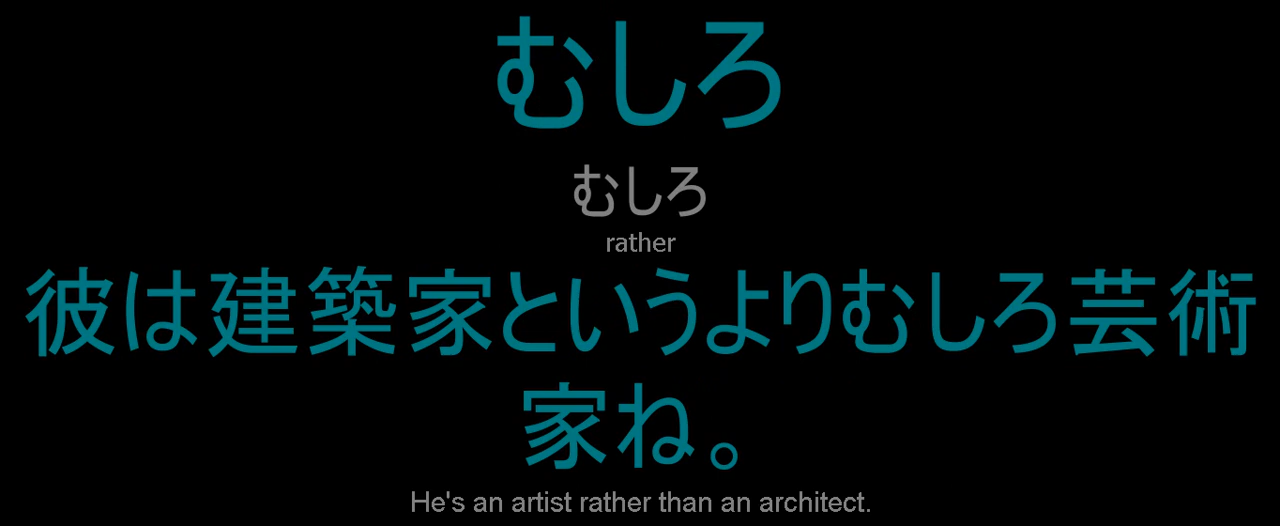 むしろ
むしろ
rather
彼は建築家というよりむしろ芸術
家ね。
He's an artist rather than an architect.